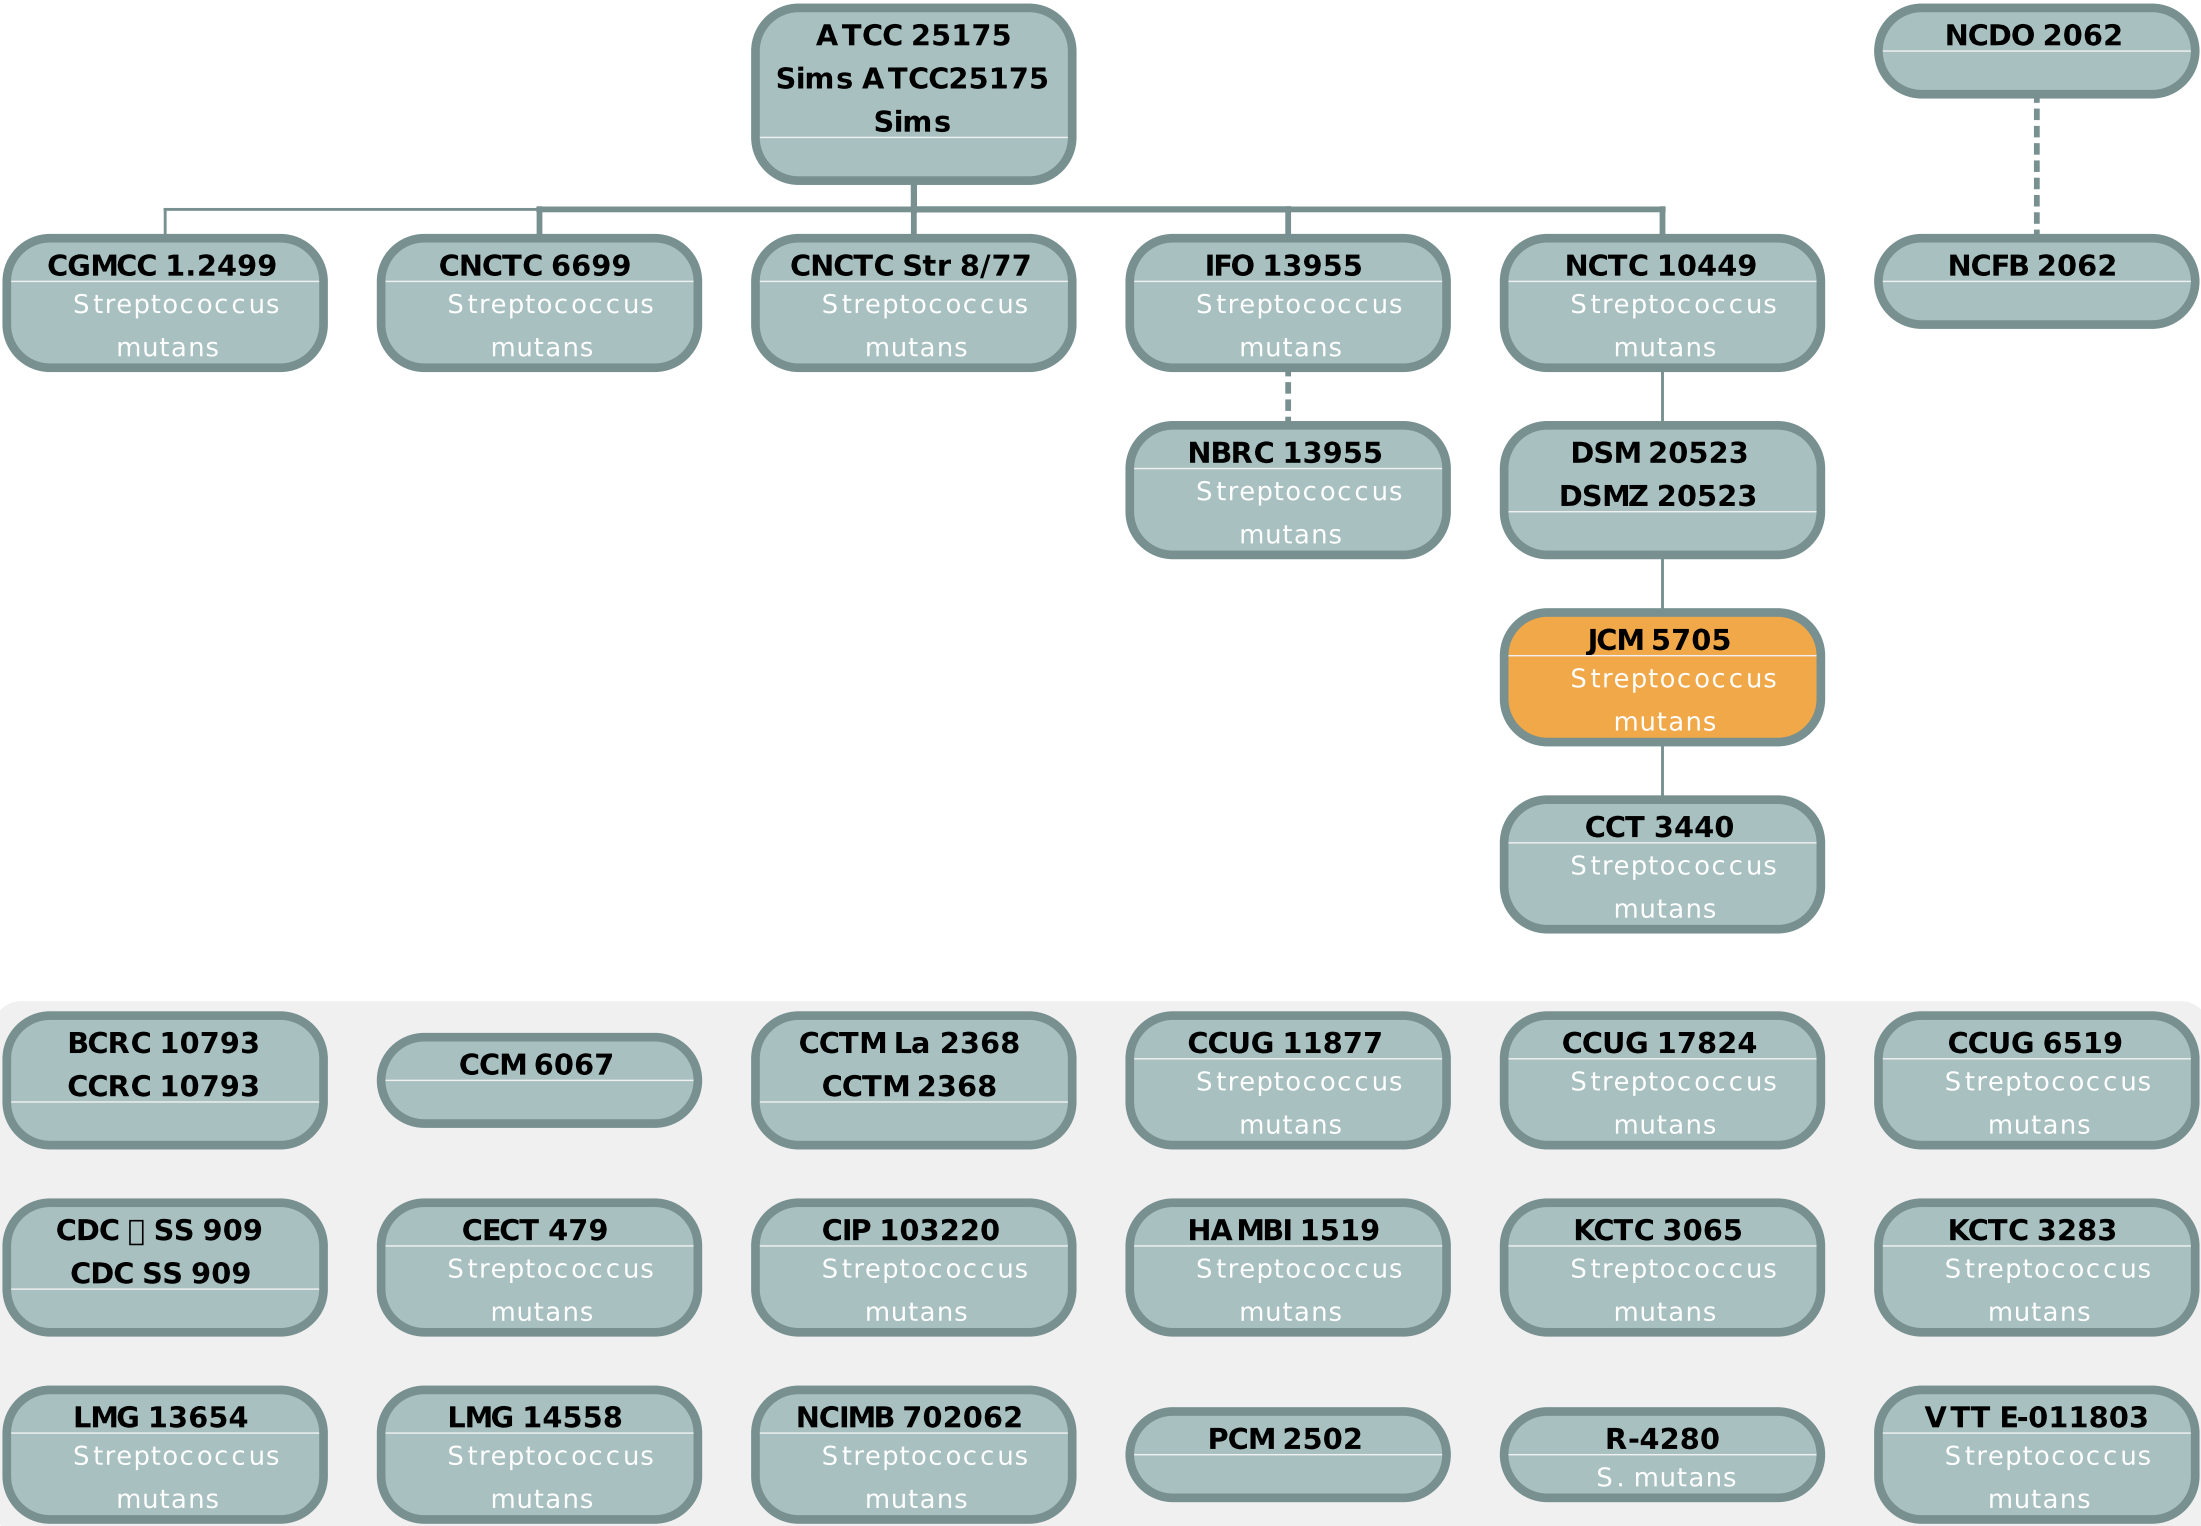 ATCC 25175
Sims ATCC25175
Sims
NCDO 2062
CGMCC 1.2499
Streptococcus
mutans
CNCTC 6699
Streptococcus
mutans
CNCTC Str 8/77
Streptococcus
mutans
IFO 13955
Streptococcus
mutans
NCTC 10449
Streptococcus
mutans
NCFB 2062
NBRC 13955
Streptococcus
mutans
DSM 20523
DSMZ 20523
JCM 5705
Streptococcus
mutans
CCT 3440
Streptococcus
mutans
BCRC 10793
CCRC 10793
CCM 6067
CCTM La 2368
CCTM 2368
CCUG 11877
Streptococcus
mutans
CCUG 17824
Streptococcus
mutans
CCUG 6519
Streptococcus
mutans
CDC ▯ SS 909
CDC SS 909
CECT 479
Streptococcus
mutans
CIP 103220
Streptococcus
mutans
HAMBI 1519
Streptococcus
mutans
KCTC 3065
Streptococcus
mutans
KCTC 3283
Streptococcus
mutans
LMG 13654
Streptococcus
mutans
LMG 14558
Streptococcus
mutans
NCIMB 702062
Streptococcus
mutans
PCM 2502
R-4280
S. mutans
VTT E-011803
Streptococcus
mutans